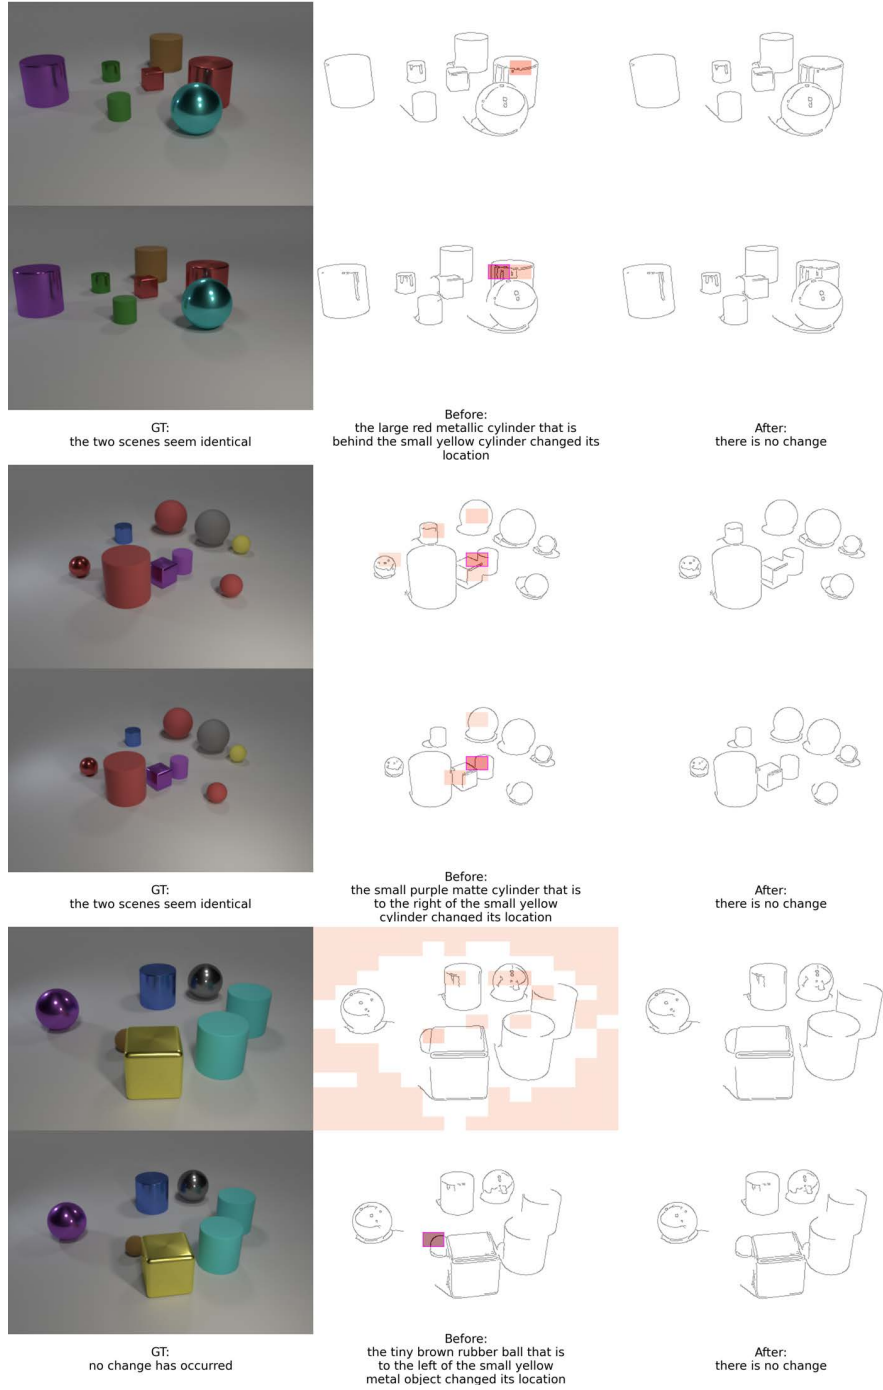 GT:
the two scenes seem identical
Before:
the large red metallic cylinder that is
behind the small yellow cylinder changed its
location
After:
there is no change
GT:
the two scenes seem identical
Before:
the small purple matte cylinder that is
to the right of the small yellow
cylinder changed its location
After:
there is no change
GT:
no change has occurred
Before:
the tiny brown rubber ball that is
to the left of the small yellow
metal object changed its location
After:
there is no change